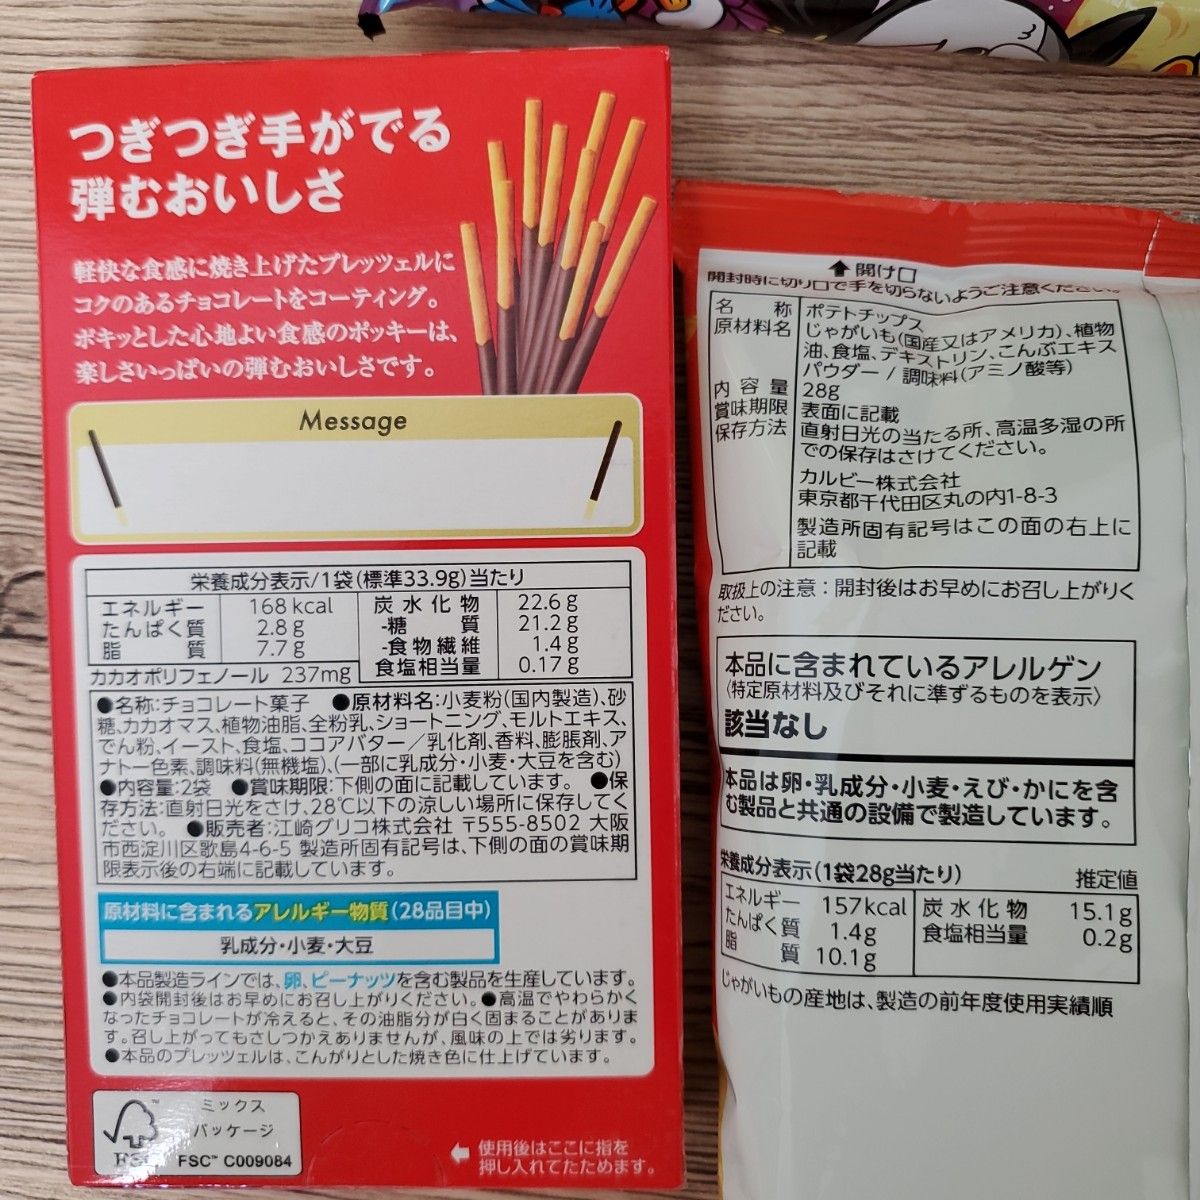 つぎつぎ手がでる
弾むおいしさ
軽快な食感に焼き上げたプレッツェルに
コクのあるチョコレートをコーティング。
ポキッとした心地よい食感のポッキーは、
楽しさいっぱいの弾むおいしさです。
Message
栄養成分表示/1袋(標準33.9g)当たり
エネルギー 168kcal 炭水化物 22.6g
たんぱく質 2.8g -糖質 21.2g
脂質 7.7g -食物繊維 1.4g
食塩相当量 0.17g
カカオポリフェノール 237mg
●名称:チョコレート菓子 ●原材料名:小麦粉(国内製造)、砂
糖、カカオマス、植物油脂、全粉乳、ショートニング、モルトエキス、
でん粉、イースト、食塩、ココアバター／乳化剤、香料、膨脹剤、ア
ナトー色素、調味料(無機塩)、(一部に乳成分・小麦・大豆を含む)
●内容量:2袋 ●賞味期限:下側の面に記載しています。 ●保
存方法:直射日光をさけ、28℃以下の涼しい場所に保存してく
ださい。 ●販売者:江崎グリコ株式会社 〒555-8502 大阪
市西淀川区歌島4-6-5 製造所固有記号は、下側の面の賞味期
限表示後の右端に記載しています。
原材料に含まれるアレルギー物質(28品目中)
乳成分・小麦・大豆
●本品製造ラインでは、卵、ピーナッツを含む製品を生産しています。
●内袋開封後はお早めにお召し上がりください。●高温でやわらかく
なったチョコレートが冷えると、その油脂分が白く固まることがありま
す。召し上がってもさしつかえありませんが、風味の上では劣ります。
●本品のプレッツェルは、こんがりとした焼き色に仕上げています。
ミックス
パッケージ
FSC
FSC™ C009084
使用後はここに指を
押し入れてたためます。
開け口
開封時に切り口で手を切らないようご注意ください。
名称 ポテトチップス
原材料名 じゃがいも(国産又はアメリカ)、植物
油、食塩、デキストリン、こんぶエキス
パウダー / 調味料(アミノ酸等)
内容量 28g
賞味期限 表面に記載
保存方法 直射日光の当たる所、高温多湿の所
での保存はさけてください。
カルビー株式会社
東京都千代田区丸の内1-8-3
製造所固有記号はこの面の右上に
記載
取扱上の注意：開封後はお早めにお召し上がりく
ださい。
本品に含まれているアレルゲン
(特定原材料及びそれに準ずるものを表示)
該当なし
本品は卵・乳成分・小麦・えび・かにを含
む製品と共通の設備で製造しています。
栄養成分表示(1袋28g当たり) 推定値
エネルギー 157kcal 炭水化物 15.1g
たんぱく質 1.4g 食塩相当量 0.2g
脂質 10.1g
じゃがいもの産地は、製造の前年度使用実績順